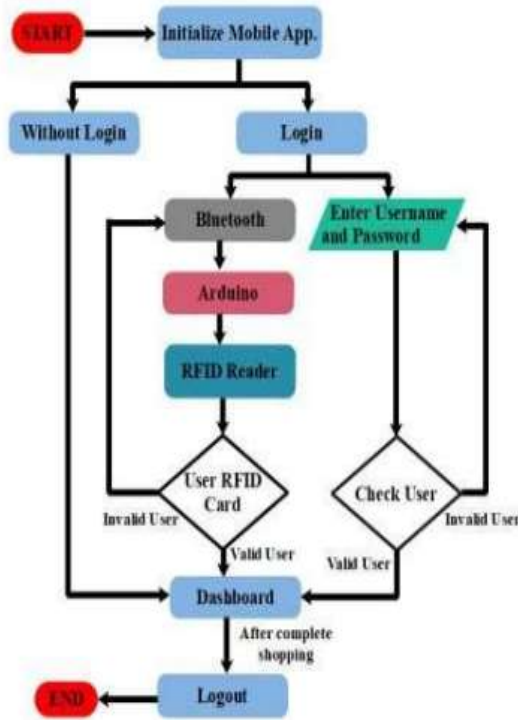 START
Initialize Mobile App.
Without Login
Login
Bluetooth
Enter Username
and Password
Arduino
RFID Reader
User RFID
Card
Check User
Invalid User
Invalid User
Valid User
Valid User
Dashboard
After complete
shopping
END
Logout